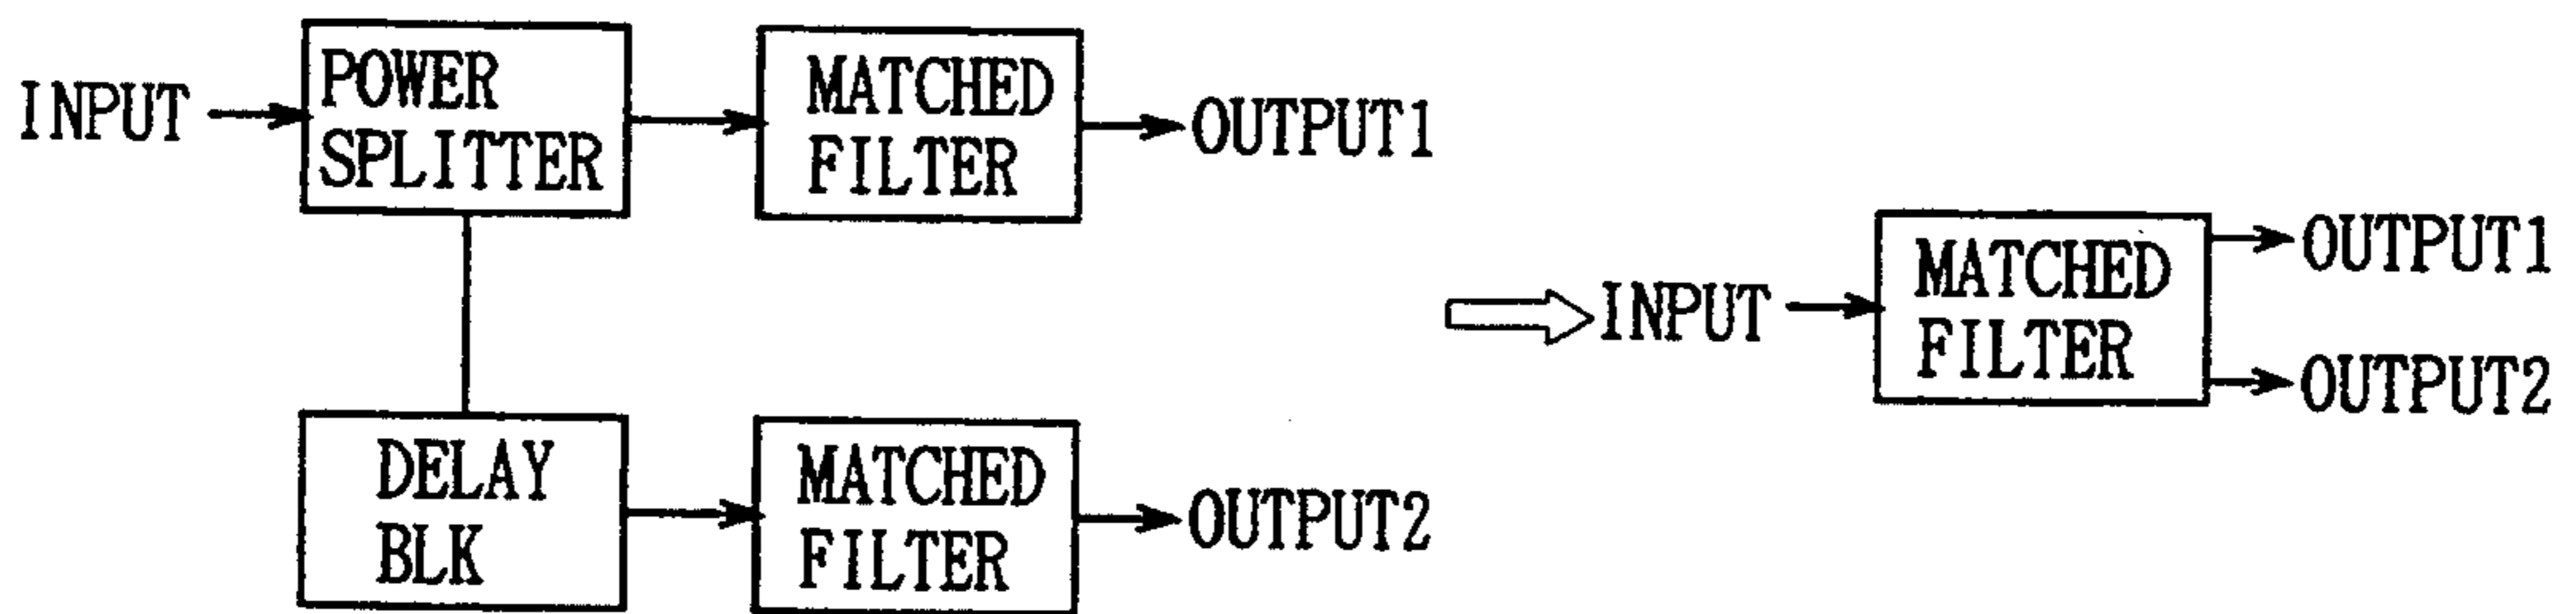 INPUT
POWER
SPLITTER
MATCHED
FILTER
OUTPUT1
DELAY
BLK
MATCHED
FILTER
OUTPUT2
INPUT
MATCHED
FILTER
OUTPUT1
OUTPUT2